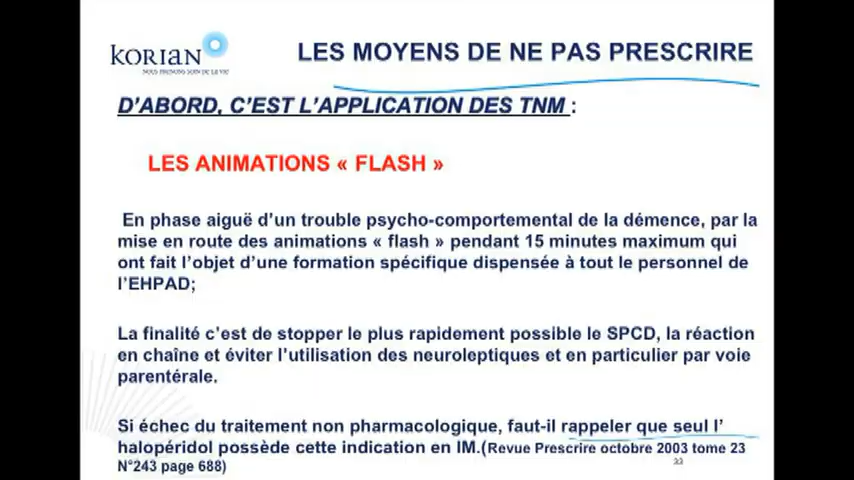 KORIAN
NOUS PRENONS SOIN DE LA VIE
LES MOYENS DE NE PAS PRESCRIRE
D’ABORD, C’EST L’APPLICATION DES TNM :
LES ANIMATIONS « FLASH »
En phase aiguë d’un trouble psycho-comportemental de la démence, par la
mise en route des animations « flash » pendant 15 minutes maximum qui
ont fait l’objet d’une formation spécifique dispensée à tout le personnel de
l’EHPAD;
La finalité c’est de stopper le plus rapidement possible le SPCD, la réaction
en chaîne et éviter l’utilisation des neuroleptiques et en particulier par voie
parentérale.
Si échec du traitement non pharmacologique, faut-il rappeler que seul l’
halopéridol possède cette indication en IM.(Revue Prescrire octobre 2003 tome 23
N°243 page 688)